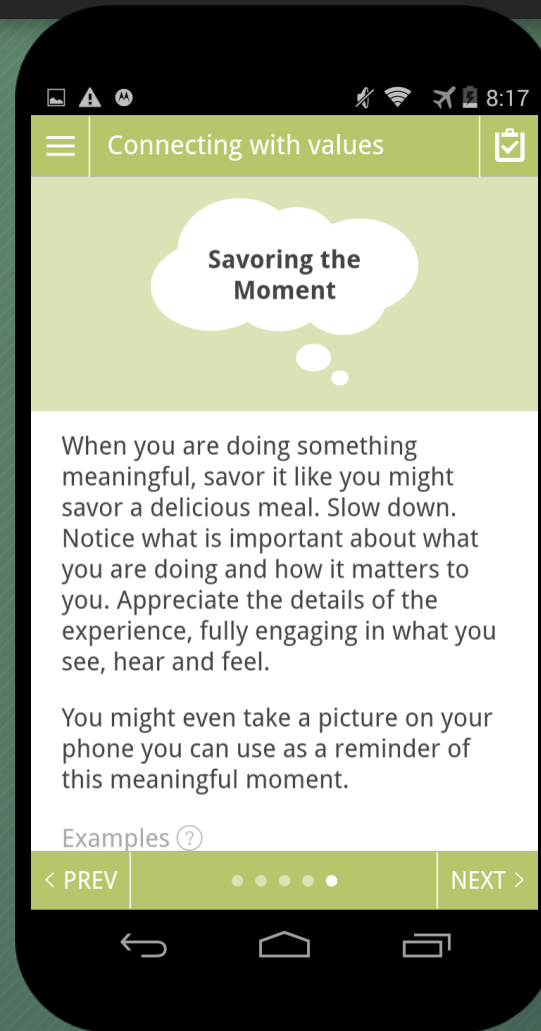 8:17
Connecting with values
Savoring the
Moment
When you are doing something
meaningful, savor it like you might
savor a delicious meal. Slow down.
Notice what is important about what
you are doing and how it matters to
you. Appreciate the details of the
experience, fully engaging in what you
see, hear and feel.
You might even take a picture on your
phone you can use as a reminder of
this meaningful moment.
Examples ?
< PREV
NEXT >